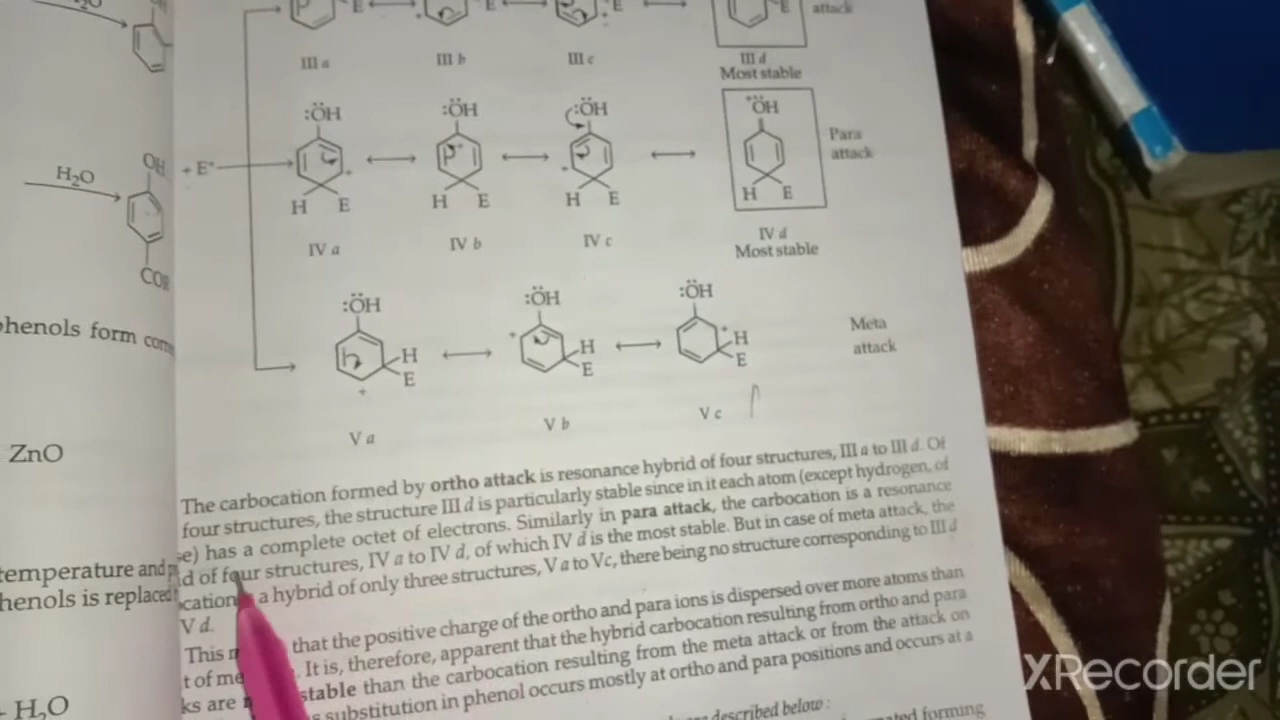 E
E
E
E
attack
III a
III b
III c
III d
Most stable
:ÖH
:ÖH
:ÖH
+ÖH
H₂O
OH
+ E⁺
Para
attack
H E
H E
H E
H E
IV a
IV b
IV c
IV d
Most stable
:ÖH
:ÖH
:ÖH
H
E
H
E
H
E
Meta
attack
V a
V b
V c
phenols form
ZnO
temperature and
henols is replaced
H₂O
The carbocation formed by ortho attack is resonance hybrid of four structures, III a to III d. Of
four structures, the structure III d is particularly stable since in it each atom (except hydrogen, of
se) has a complete octet of electrons. Similarly in para attack, the carbocation is a resonance
d of four structures, IV a to IV d, of which IV d is the most stable. But in case of meta attack, the
cation a hybrid of only three structures, V a to Vc, there being no structure corresponding to III d
V d.
This that the positive charge of the ortho and para ions is dispersed over more atoms than
t of me It is, therefore, apparent that the hybrid carbocation resulting from ortho and para
ks are stable than the carbocation resulting from the meta attack or from the attack on
substitution in phenol occurs mostly at ortho and para positions and occurs at a
described below :
forming
XRecorder